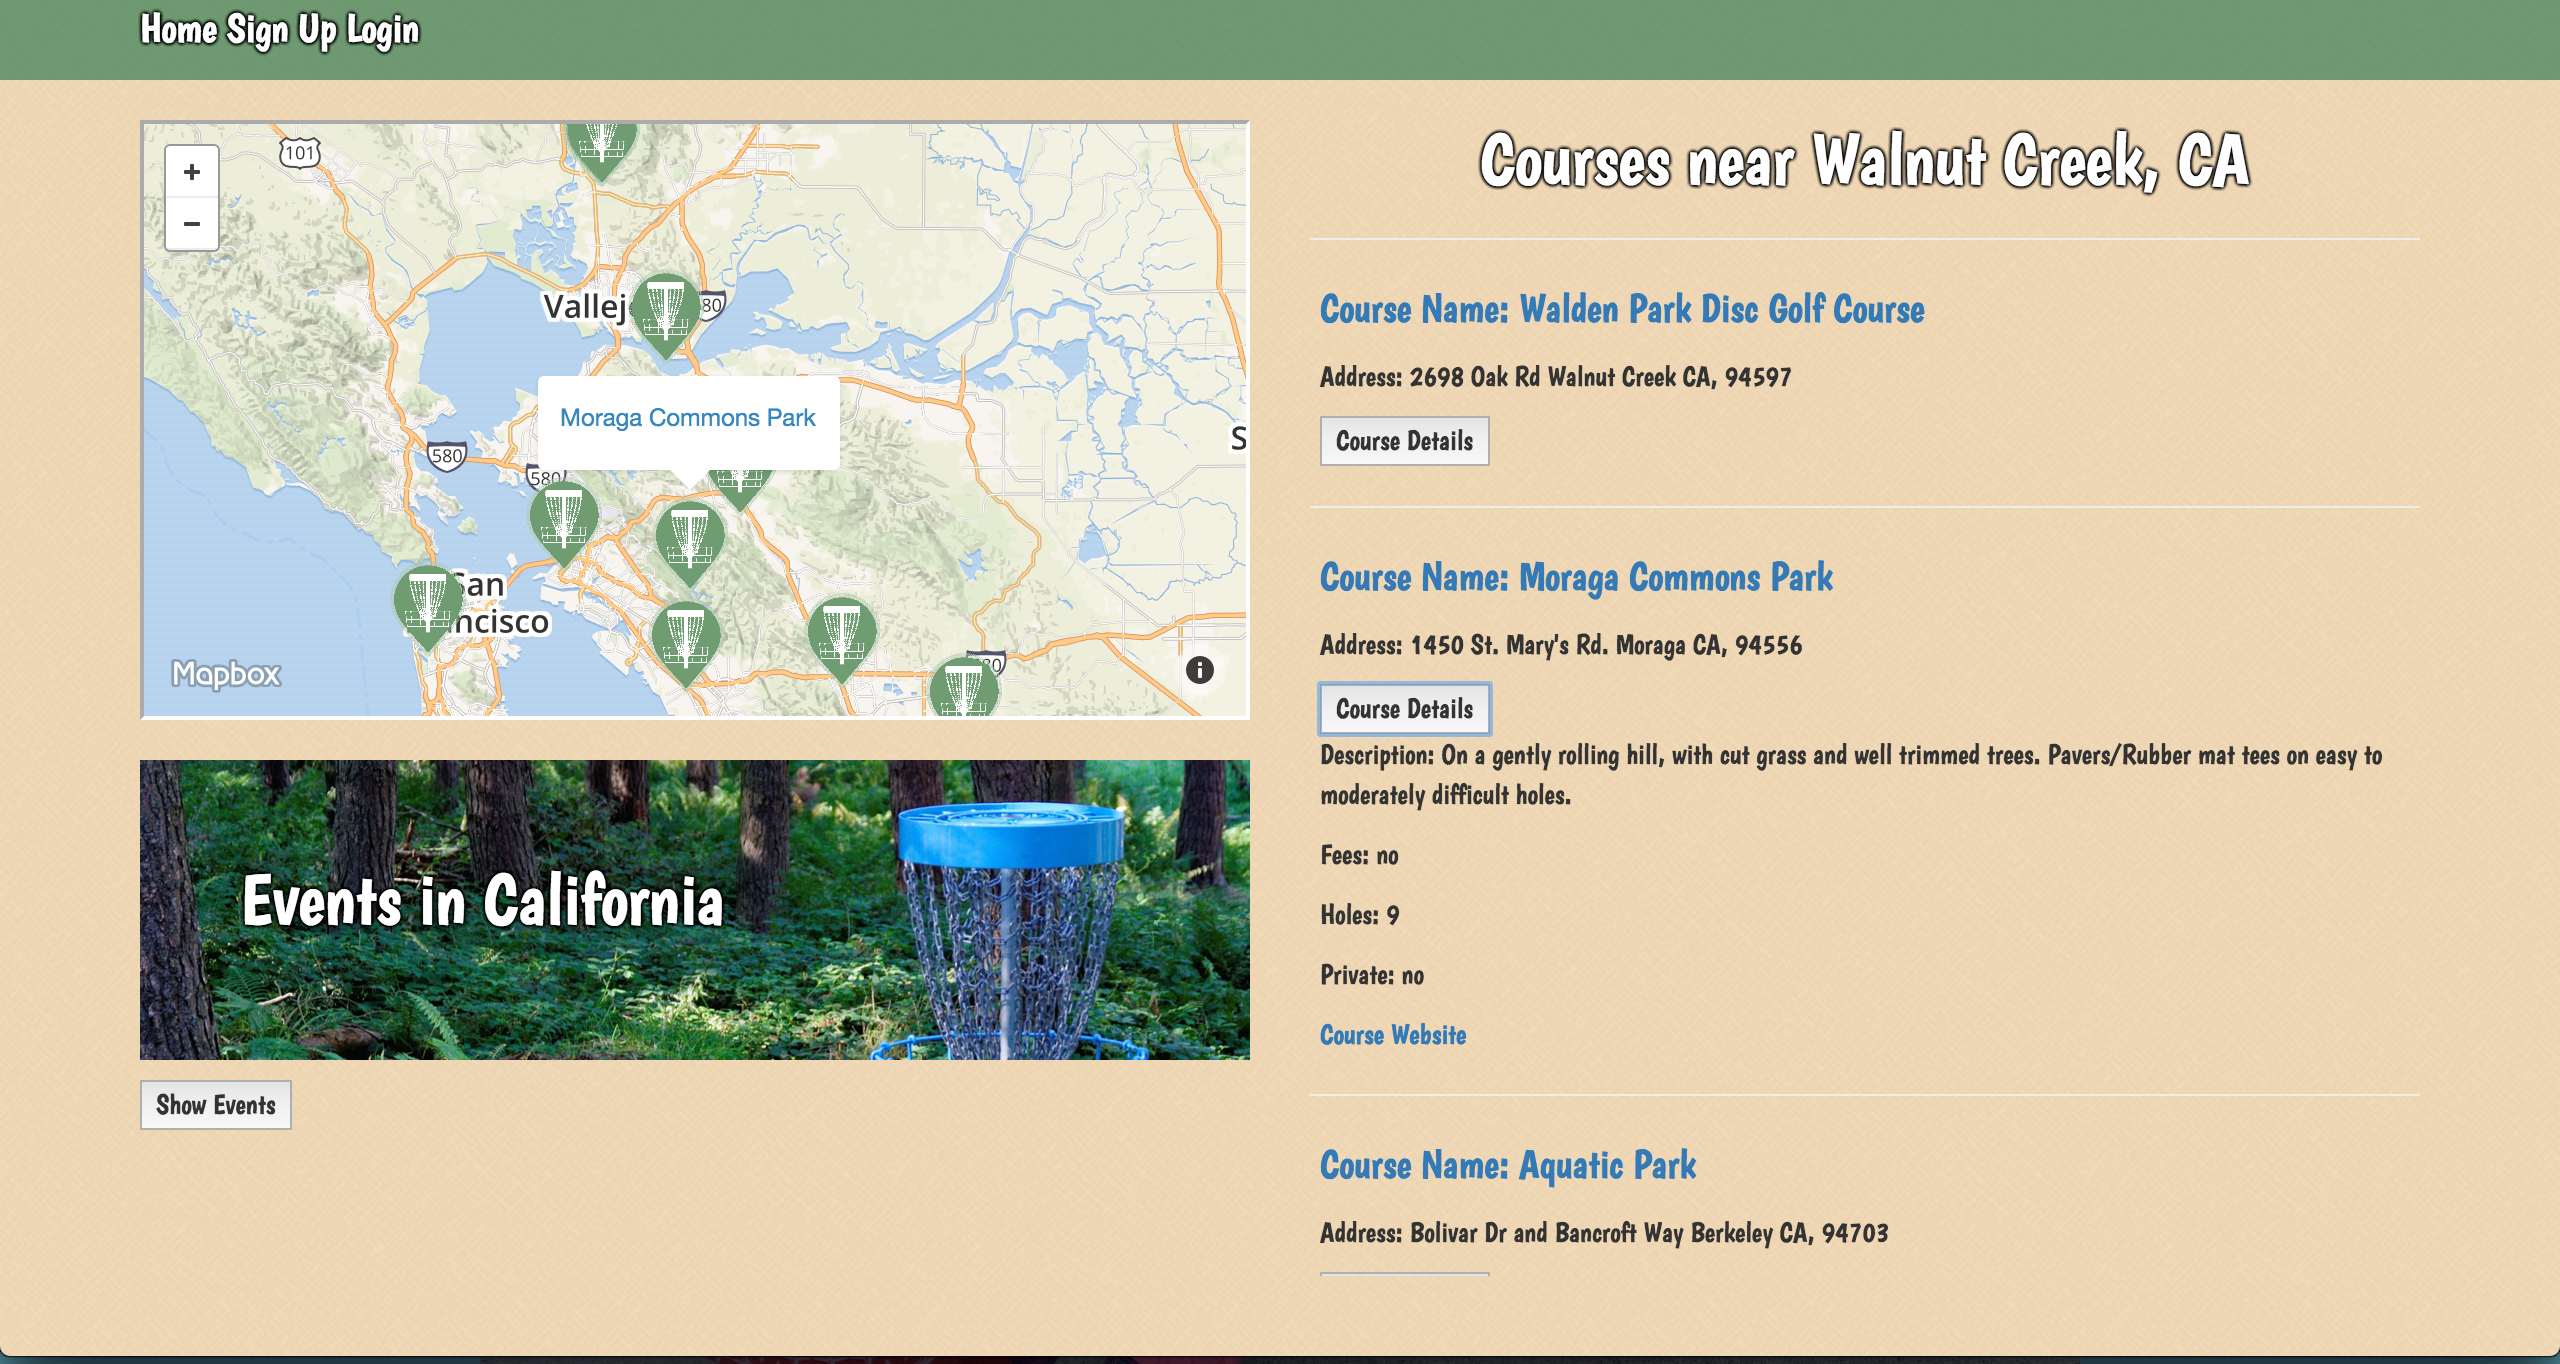 Home Sign Up Login
101
+
−
Vallej
80
Moraga Commons Park
580
580
S
San
ncisco
Mapbox
i
Events in California
Show Events
Courses near Walnut Creek, CA
Course Name: Walden Park Disc Golf Course
Address: 2698 Oak Rd Walnut Creek CA, 94597
Course Details
Course Name: Moraga Commons Park
Address: 1450 St. Mary's Rd. Moraga CA, 94556
Course Details
Description: On a gently rolling hill, with cut grass and well trimmed trees. Pavers/Rubber mat tees on easy to
moderately difficult holes.
Fees: no
Holes: 9
Private: no
Course Website
Course Name: Aquatic Park
Address: Bolivar Dr and Bancroft Way Berkeley CA, 94703